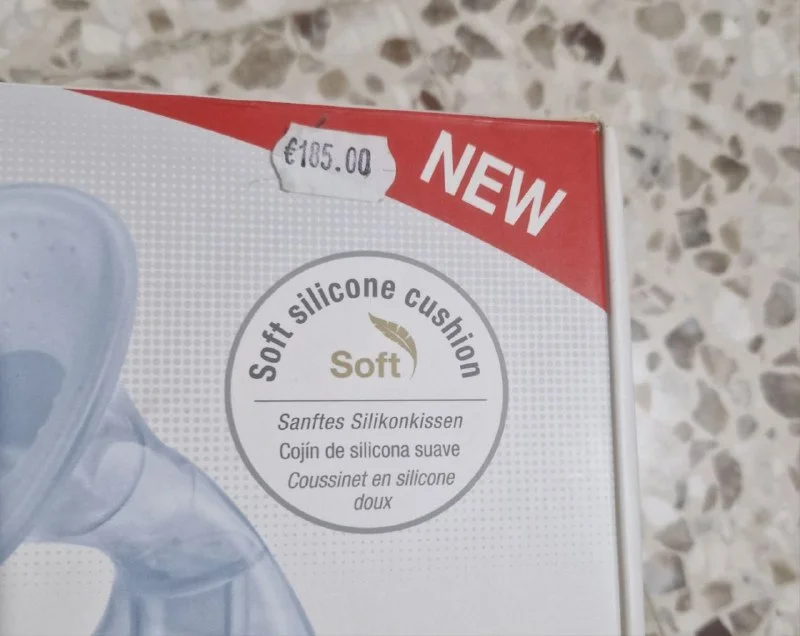 €185.00
NEW
Soft silicone cushion
Soft
Sanftes Silikonkissen
Cojín de silicona suave
Coussinet en silicone
doux